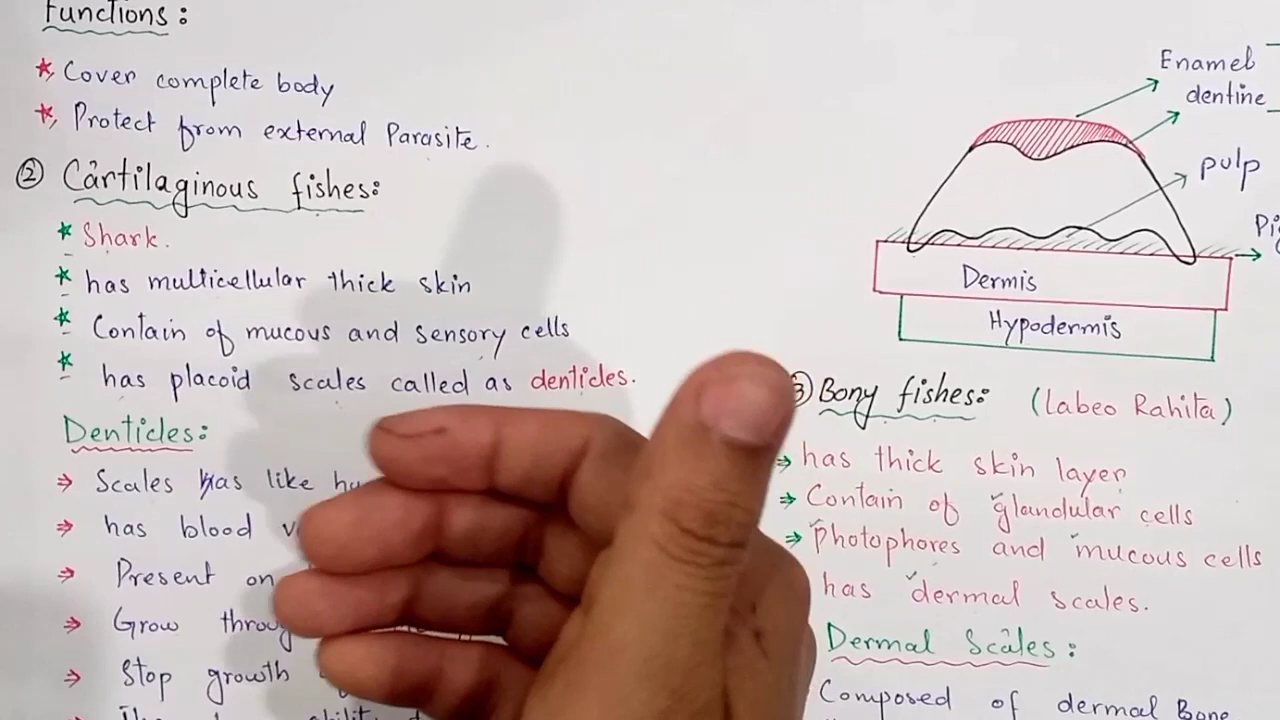 Functions:
Cover complete body
Protect from external Parasite.
② Cartilaginous fishes:
Shark.
has multicellular thick skin
Contain of mucous and sensory cells
has placoid scales called as denticles.
Denticles:
Scales has like
has blood
Present on
Grow
Stop growth
Enamel
dentine
pulp
Dermis
Hypodermis
Bony fishes: (Labeo Rahita)
has thick skin layer
Contain of glandular cells
Photophores and mucous cells
has dermal scales.
Dermal Scales:
Composed of dermal Bone